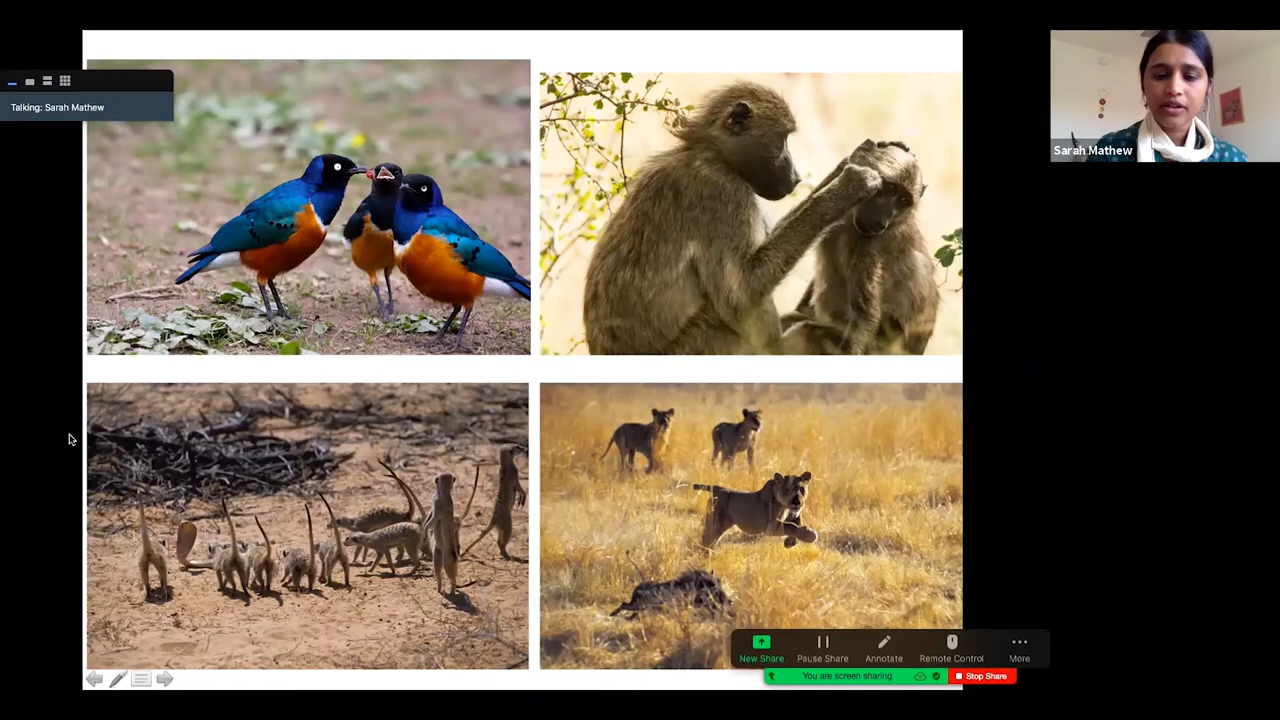 Talking: Sarah Mathew
Sarah Mathew
New Share
Pause Share
Annotate
Remote Control
More
You are screen sharing
Stop Share